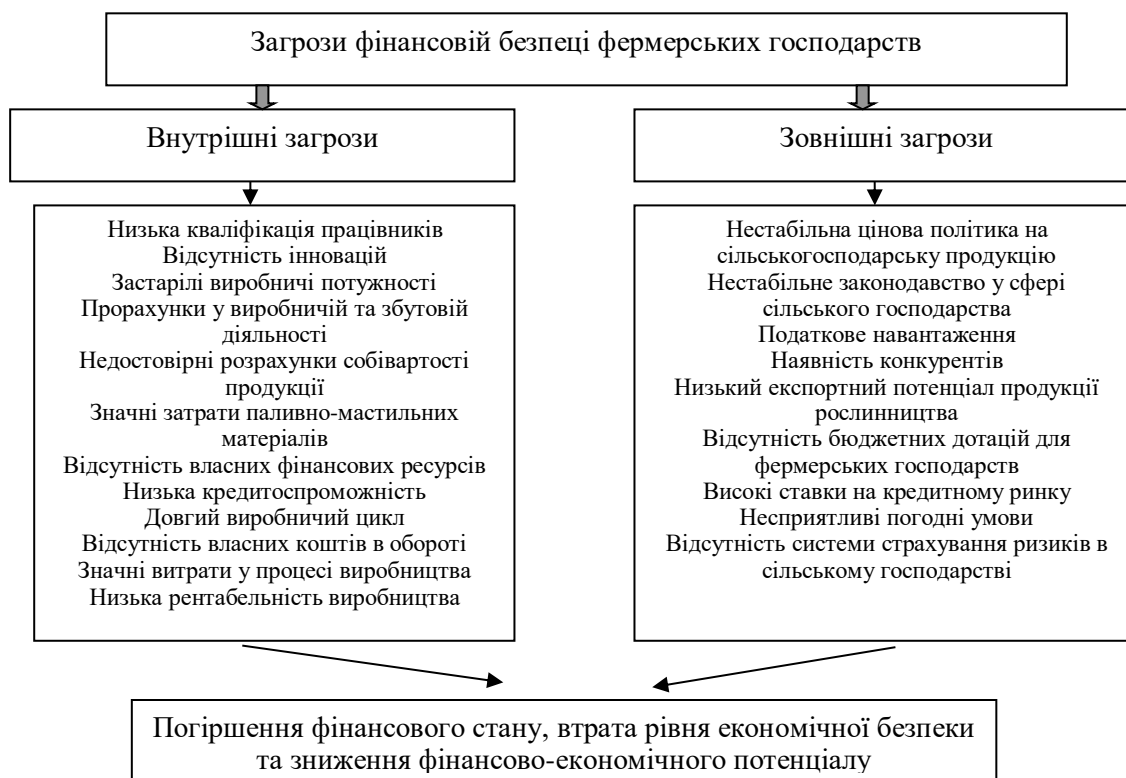 Загрози фінансовій безпеці фермерських господарств
Внутрішні загрози
Низька кваліфікація працівників
Відсутність інновацій
Застарілі виробничі потужності
Прорахунки у виробничій та збутовій
діяльності
Недостовірні розрахунки собівартості
продукції
Значні затрати паливно-мастильних
матеріалів
Відсутність власних фінансових ресурсів
Низька кредитоспроможність
Довгий виробничий цикл
Відсутність власних коштів в обороті
Значні витрати у процесі виробництва
Низька рентабельність виробництва
Зовнішні загрози
Нестабільна цінова політика на
сільськогосподарську продукцію
Нестабільне законодавство у сфері
сільського господарства
Податкове навантаження
Наявність конкурентів
Низький експортний потенціал продукції
рослинництва
Відсутність бюджетних дотацій для
фермерських господарств
Високі ставки на кредитному ринку
Несприятливі погодні умови
Відсутність системи страхування ризиків в
сільському господарстві
Погіршення фінансового стану, втрата рівня економічної безпеки
та зниження фінансово-економічного потенціалу